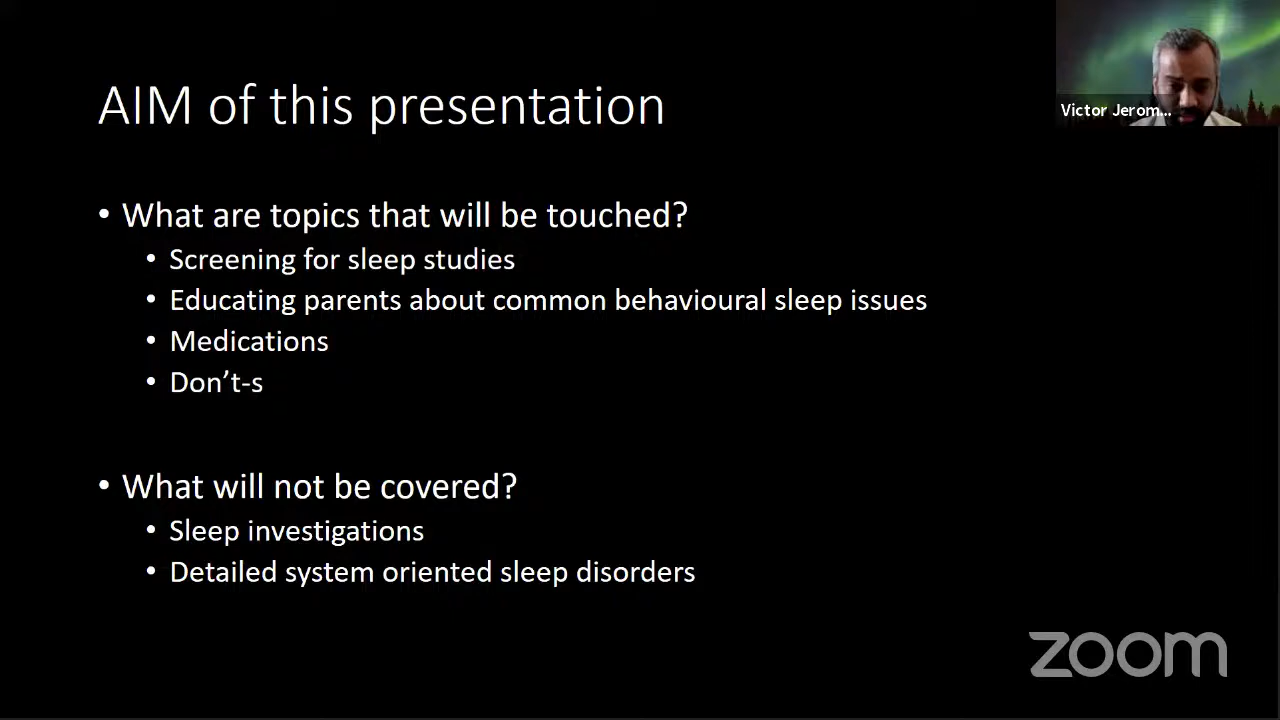 AIM of this presentation
Victor Jerom...
• What are topics that will be touched?
• Screening for sleep studies
• Educating parents about common behavioural sleep issues
• Medications
• Don’t-s
• What will not be covered?
• Sleep investigations
• Detailed system oriented sleep disorders
zoom